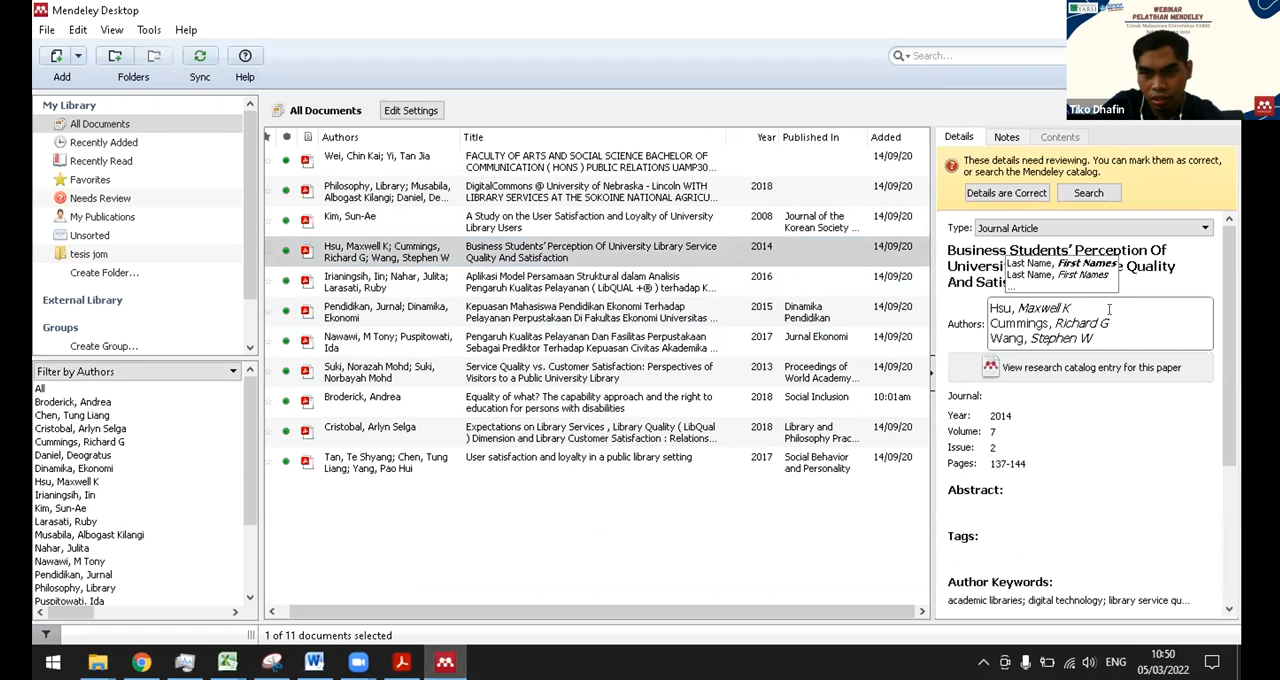 Mendeley Desktop
File Edit View Tools Help
Add Folders Sync Help
Search...
YARSI
WEBINAR
PELATIHAN MENDELEY
Untuk Mahasiswa Universitas YARSI
Tiko Dhafin
My Library
All Documents
Recently Added
Recently Read
Favorites
Needs Review
My Publications
Unsorted
tesis jom
Create Folder...
External Library
Groups
Create Group...
Filter by Authors
All
Broderick, Andrea
Chen, Tung Liang
Cristobal, Arlyn Selga
Cummings, Richard G
Daniel, Deogratus
Dinamika, Ekonomi
Hsu, Maxwell K
Irianingsih, Iin
Kim, Sun-Ae
Larasati, Ruby
Musabila, Albogast Kilangi
Nahar, Julita
Nawawi, M Tony
Pendidikan, Jurnal
Philosophy, Library
Puspitowati, Ida
All Documents Edit Settings
Authors Title Year Published In Added
Wei, Chin Kai; Yi, Tan Jia FACULTY OF ARTS AND SOCIAL SCIENCE BACHELOR OF 14/09/20
COMMUNICATION ( HONS ) PUBLIC RELATIONS UAMP30...
Philosophy, Library; Musabila, DigitalCommons @ University of Nebraska - Lincoln WITH 2018 14/09/20
Albogast Kilangi; Daniel, De... LIBRARY SERVICES AT THE SOKOINE NATIONAL AGRICU...
Kim, Sun-Ae A Study on the User Satisfaction and Loyalty of University 2008 Journal of the 14/09/20
Library Users Korean Society ...
Hsu, Maxwell K; Cummings, Business Students’ Perception Of University Library Service 2014 14/09/20
Richard G; Wang, Stephen W Quality And Satisfaction
Irianingsih, Iin; Nahar, Julita; Aplikasi Model Persamaan Struktural dalam Analisis 2016 14/09/20
Larasati, Ruby Pengaruh Kualitas Pelayanan ( LibQUAL +® ) terhadap K...
Pendidikan, Jurnal; Dinamika, Kepuasan Mahasiswa Pendidikan Ekonomi Terhadap 2015 Dinamika 14/09/20
Ekonomi Pelayanan Perpustakaan Di Fakultas Ekonomi Univers... Pendidikan
Nawawi, M Tony; Puspitowati, Pengaruh Kualitas Pelayanan Dan Fasilitas Perpustakaan 2017 Jurnal Ekonomi 14/09/20
Ida Sebagai Prediktor Terhadap Kepuasan Civitas Akademika ...
Suki, Norazah Mohd; Suki, Service Quality vs. Customer Satisfaction: Perspectives of 2013 Proceedings of 14/09/20
Norbayah Mohd Visitors to a Public University Library World Academy...
Broderick, Andrea Equality of what? The capability approach and the right to 2018 Social Inclusion 10:01am
education for persons with disabilities
Cristobal, Arlyn Selga Expectations on Library Services , Library Quality ( LibQual 2018 Library and 14/09/20
) Dimension and Library Customer Satisfaction : Relations... Philosophy Prac...
Tan, Te Shyang; Chen, Tung User satisfaction and loyalty in a public library setting 2017 Social Behavior 14/09/20
Liang; Yang, Pao Hui and Personality
1 of 11 documents selected
Details Notes Contents
These details need reviewing. You can mark them as correct,
or search the Mendeley catalog.
Details are Correct Search
Type: Journal Article
Business Students’ Perception Of
Universi e Quality
And Satis
Last Name, First Names
Last Name, First Names
...
Authors:
Hsu, Maxwell K
Cummings, Richard G
Wang, Stephen W
View research catalog entry for this paper
Journal:
Year: 2014
Volume: 7
Issue: 2
Pages: 137-144
Abstract:
Tags:
Author Keywords:
academic libraries; digital technology; library service qu...
ENG
10:50
05/03/2022